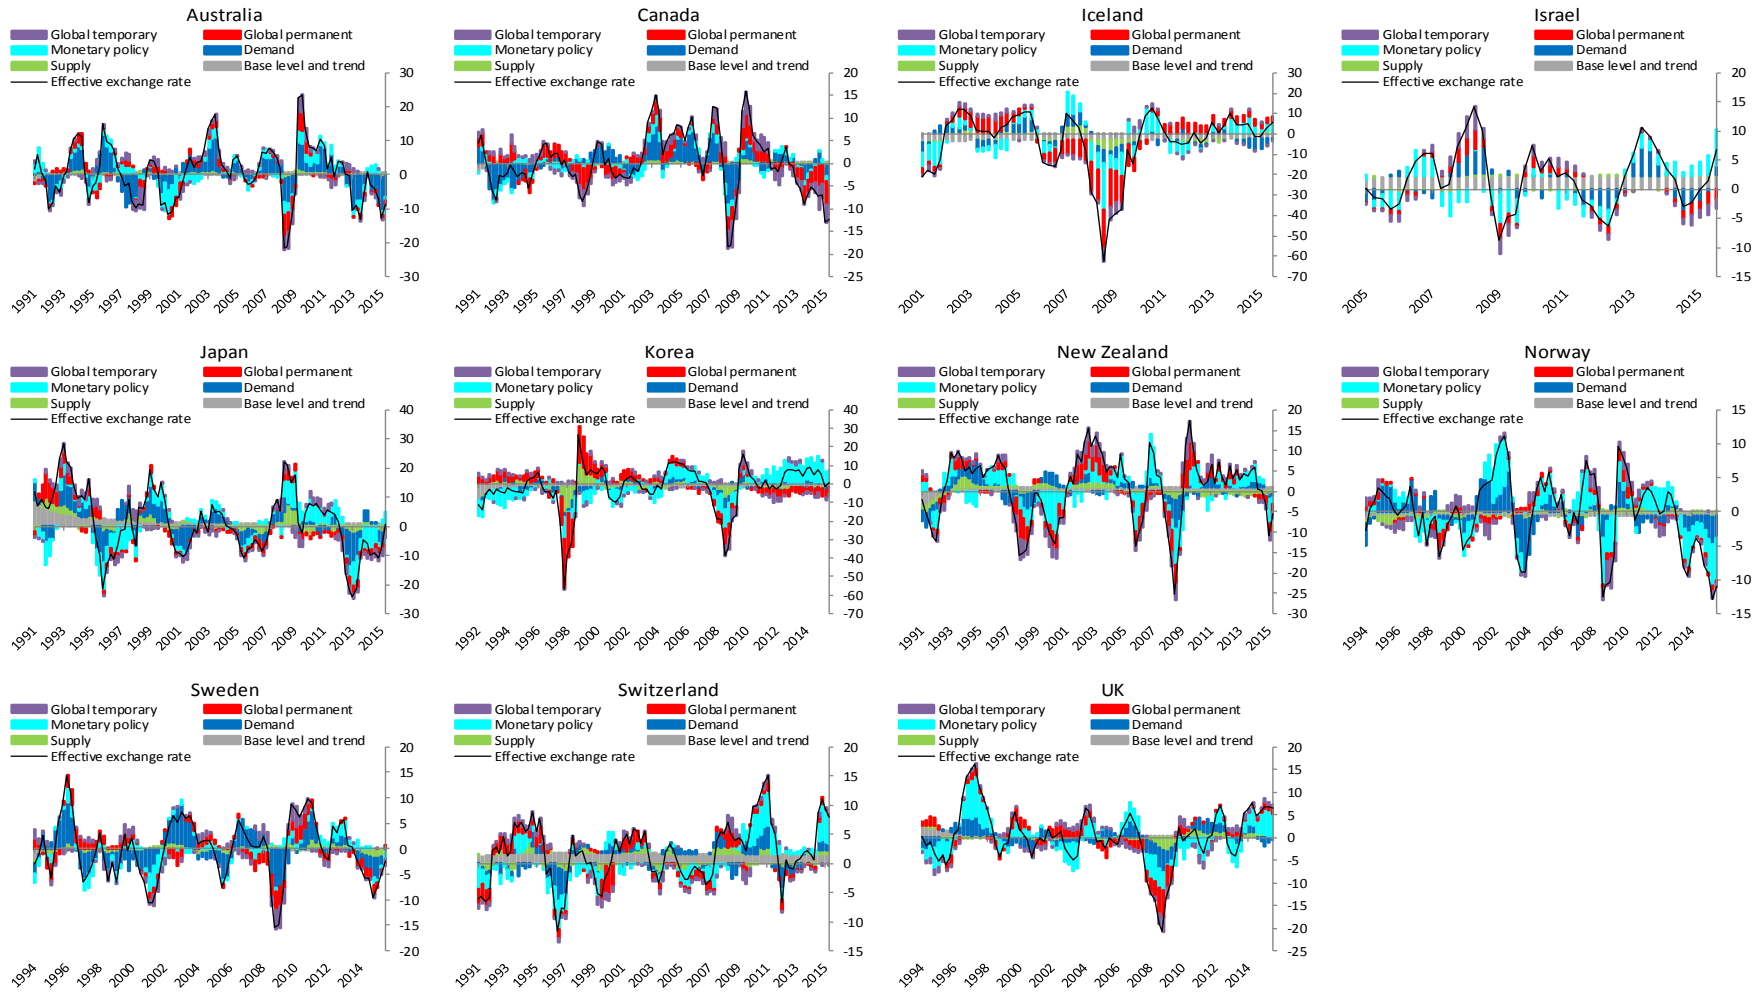 Australia
Global temporary Global permanent
Monetary policy Demand
Supply Base level and trend
Effective exchange rate
30
20
10
0
-10
-20
-30
1991 1993 1995 1997 1999 2001 2003 2005 2007 2009 2011 2013 2015
Canada
Global temporary Global permanent
Monetary policy Demand
Supply Base level and trend
Effective exchange rate
20
15
10
5
0
-5
-10
-15
-20
-25
1991 1993 1995 1997 1999 2001 2003 2005 2007 2009 2011 2013 2015
Iceland
Global temporary Global permanent
Monetary policy Demand
Supply Base level and trend
Effective exchange rate
30
20
10
0
-10
-20
-30
-40
-50
-60
-70
2001 2003 2005 2007 2009 2011 2013 2015
Israel
Global temporary Global permanent
Monetary policy Demand
Supply Base level and trend
Effective exchange rate
20
15
10
5
0
-5
-10
-15
2005 2007 2009 2011 2013 2015
Japan
Global temporary Global permanent
Monetary policy Demand
Supply Base level and trend
Effective exchange rate
40
30
20
10
0
-10
-20
-30
1991 1993 1995 1997 1999 2001 2003 2005 2007 2009 2011 2013 2015
Korea
Global temporary Global permanent
Monetary policy Demand
Supply Base level and trend
Effective exchange rate
40
30
20
10
0
-10
-20
-30
-40
-50
-60
-70
1992 1994 1996 1998 2000 2002 2004 2006 2008 2010 2012 2014
New Zealand
Global temporary Global permanent
Monetary policy Demand
Supply Base level and trend
Effective exchange rate
20
15
10
5
0
-5
-10
-15
-20
-25
-30
1991 1993 1995 1997 1999 2001 2003 2005 2007 2009 2011 2013 2015
Norway
Global temporary Global permanent
Monetary policy Demand
Supply Base level and trend
Effective exchange rate
15
10
5
0
-5
-10
-15
1994 1996 1998 2000 2002 2004 2006 2008 2010 2012 2014
Sweden
Global temporary Global permanent
Monetary policy Demand
Supply Base level and trend
Effective exchange rate
20
15
10
5
0
-5
-10
-15
-20
1994 1996 1998 2000 2002 2004 2006 2008 2010 2012 2014
Switzerland
Global temporary Global permanent
Monetary policy Demand
Supply Base level and trend
Effective exchange rate
20
15
10
5
0
-5
-10
-15
1991 1993 1995 1997 1999 2001 2003 2005 2007 2009 2011 2013 2015
UK
Global temporary Global permanent
Monetary policy Demand
Supply Base level and trend
Effective exchange rate
20
15
10
5
0
-5
-10
-15
-20
-25
1994 1996 1998 2000 2002 2004 2006 2008 2010 2012 2014